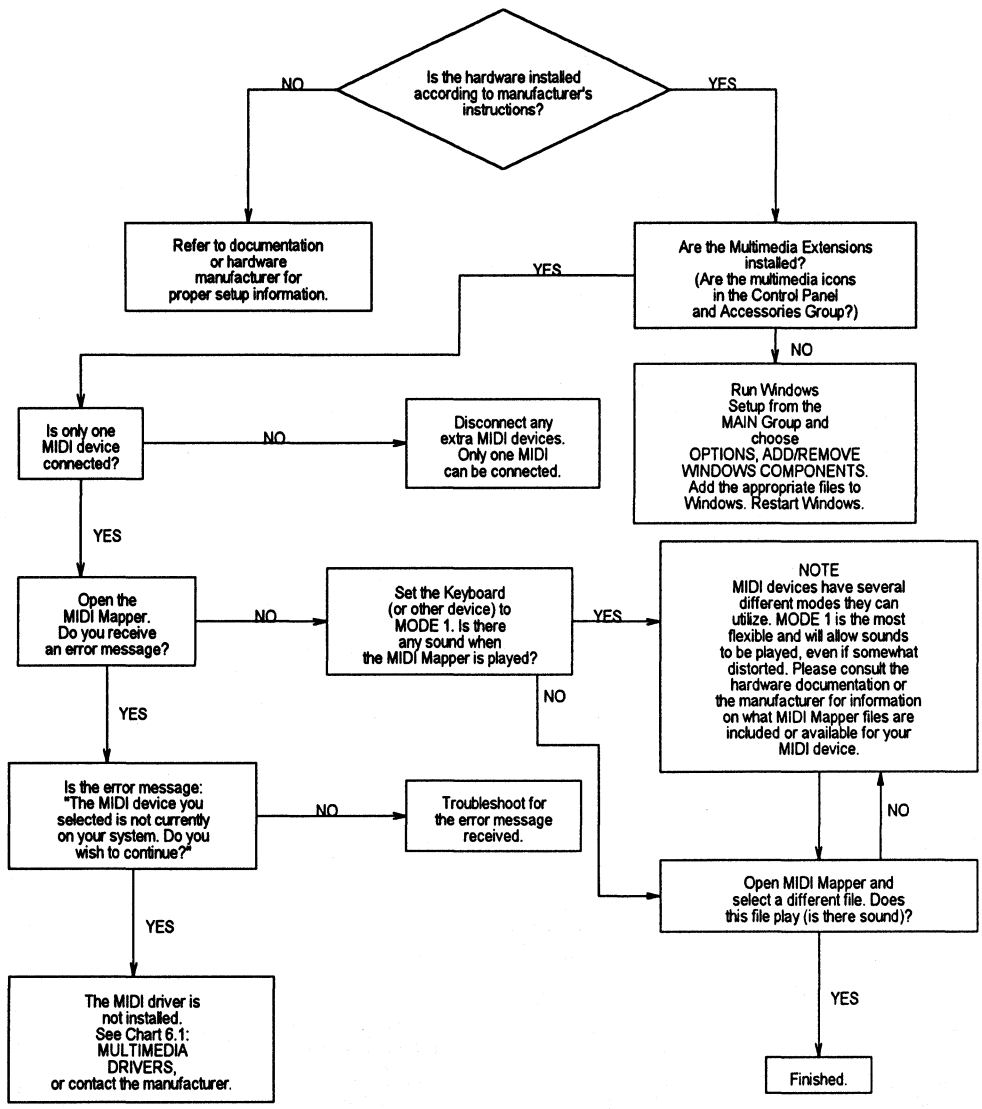 Is the hardware installed
according to manufacturer's
instructions?
NO
YES
Refer to documentation
or hardware
manufacturer for
proper setup information.
Are the Multimedia Extensions
installed?
(Are the multimedia icons
in the Control Panel
and Accessories Group?)
YES
NO
Run Windows
Setup from the
MAIN Group and
choose
OPTIONS, ADD/REMOVE
WINDOWS COMPONENTS.
Add the appropriate files to
Windows. Restart Windows.
Is only one
MIDI device
connected?
NO
Disconnect any
extra MIDI devices.
Only one MIDI
can be connected.
YES
Open the
MIDI Mapper.
Do you receive
an error message?
NO
Set the Keyboard
(or other device) to
MODE 1. Is there
any sound when
the MIDI Mapper is played?
YES
NOTE
MIDI devices have several
different modes they can
utilize. MODE 1 is the most
flexible and will allow sounds
to be played, even if somewhat
distorted. Please consult the
hardware documentation or
the manufacturer for information
on what MIDI Mapper files are
included or available for your
MIDI device.
NO
YES
Is the error message:
"The MIDI device you
selected is not currently
on your system. Do you
wish to continue?"
NO
Troubleshoot for
the error message
received.
NO
Open MIDI Mapper and
select a different file. Does
this file play (is there sound)?
YES
The MIDI driver is
not installed.
See Chart 6.1:
MULTIMEDIA
DRIVERS,
or contact the manufacturer.
YES
Finished.